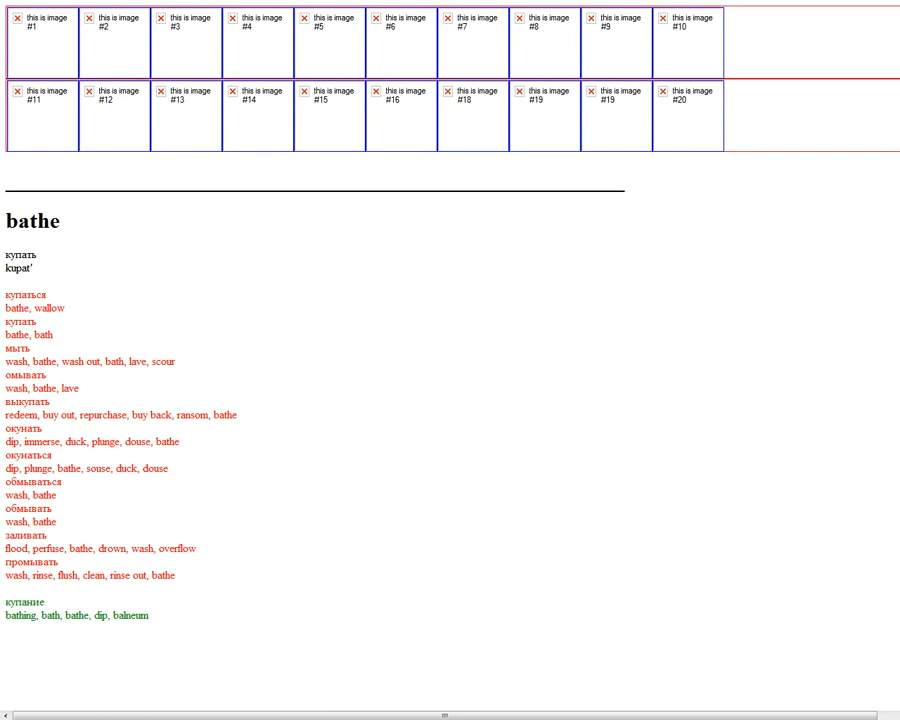 this is image #1
this is image #2
this is image #3
this is image #4
this is image #5
this is image #6
this is image #7
this is image #8
this is image #9
this is image #10
this is image #11
this is image #12
this is image #13
this is image #14
this is image #15
this is image #16
this is image #18
this is image #19
this is image #19
this is image #20
bathe
купать
kupat′
купаться
bathe, wallow
купать
bathe, bath
мыть
wash, bathe, wash out, bath, lave, scour
омывать
wash, bathe, lave
выкупать
redeem, buy out, repurchase, buy back, ransom, bathe
окунать
dip, immerse, duck, plunge, douse, bathe
окунаться
dip, plunge, bathe, souse, duck, douse
обмываться
wash, bathe
обмывать
wash, bathe
заливать
flood, perfuse, bathe, drown, wash, overflow
промывать
wash, rinse, flush, clean, rinse out, bathe
купание
bathing, bath, bathe, dip, balneum